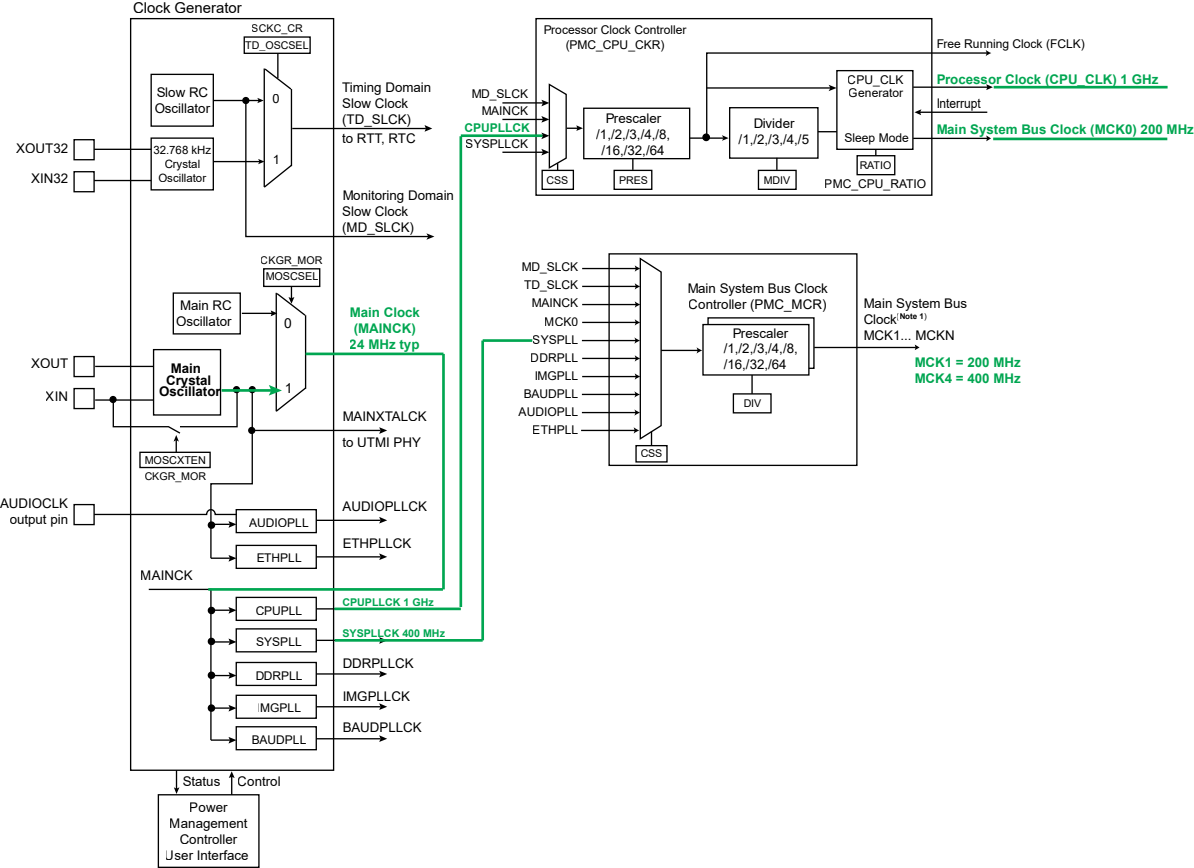 Clock Generator
SCKC_CR
TD_OSCSEL
Slow RC
Oscillator
0
XOUT32
XIN32
32.768 kHz
Crystal
Oscillator
1
Timing Domain
Slow Clock
(TD_SLCK)
to RTT, RTC
Monitoring Domain
Slow Clock
(MD_SLCK)
CKGR_MOR
MOSCSEL
Main RC
Oscillator
0
Main Clock
(MAINCK)
24 MHz typ
XOUT
XIN
Main
Crystal
Oscillator
1
MAINXTALCK
to UTMI PHY
MOSCXTEN
CKGR_MOR
AUDIOCLK
output pin
AUDIOPLL
AUDIOPLLCK
ETHPLL
ETHPLLCK
MAINCK
CPUPLL
CPUPLLCK 1 GHz
SYSPLL
SYSPLLCK 400 MHz
DDRPLL
DDRPLLCK
IMGPLL
IMGPLLCK
BAUDPLL
BAUDPLLCK
Status
Control
Power
Management
Controller
User Interface
Processor Clock Controller
(PMC_CPU_CKR)
MD_SLCK
MAINCK
CPUPLLCK
SYSPLLCK
CSS
Prescaler
/1,/2,/3,/4,/8,
/16,/32,/64
PRES
Divider
/1,/2,/3,/4,/5
MDIV
CPU_CLK
Generator
Sleep Mode
RATIO
PMC_CPU_RATIO
Free Running Clock (FCLK)
Processor Clock (CPU_CLK) 1 GHz
Interrupt
Main System Bus Clock (MCK0) 200 MHz
MD_SLCK
TD_SLCK
MAINCK
MCK0
SYSPLL
DDRPLL
IMGPLL
BAUDPLL
AUDIOPLL
ETHPLL
CSS
Main System Bus Clock
Controller (PMC_MCR)
Prescaler
/1,/2,/3,/4,/8,
/16,/32,/64
DIV
Main System Bus
Clock(Note 1)
MCK1... MCKN
MCK1 = 200 MHz
MCK4 = 400 MHz